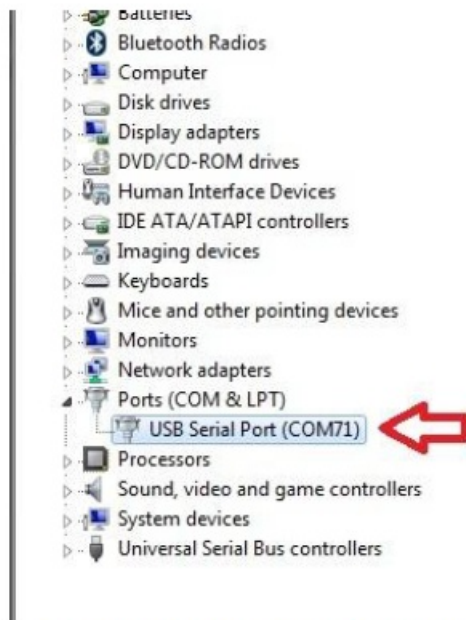 Batteries
Bluetooth Radios
Computer
Disk drives
Display adapters
DVD/CD-ROM drives
Human Interface Devices
IDE ATA/ATAPI controllers
Imaging devices
Keyboards
Mice and other pointing devices
Monitors
Network adapters
Ports (COM & LPT)
USB Serial Port (COM71)
Processors
Sound, video and game controllers
System devices
Universal Serial Bus controllers